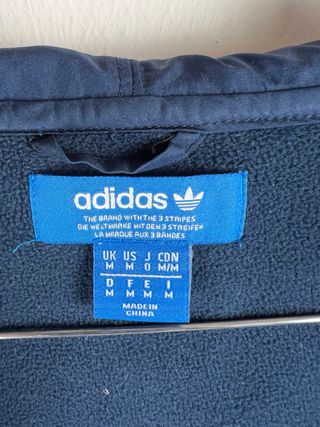 adidas
THE BRAND WITH THE 3 STRIPES
DIE WELTMARKE MIT DEN 3 STREIFEN
LA MARQUE AUX 3 BANDES
UK US J CDN
M M O M/M
D F E I
M M M M
MADE IN
CHINA